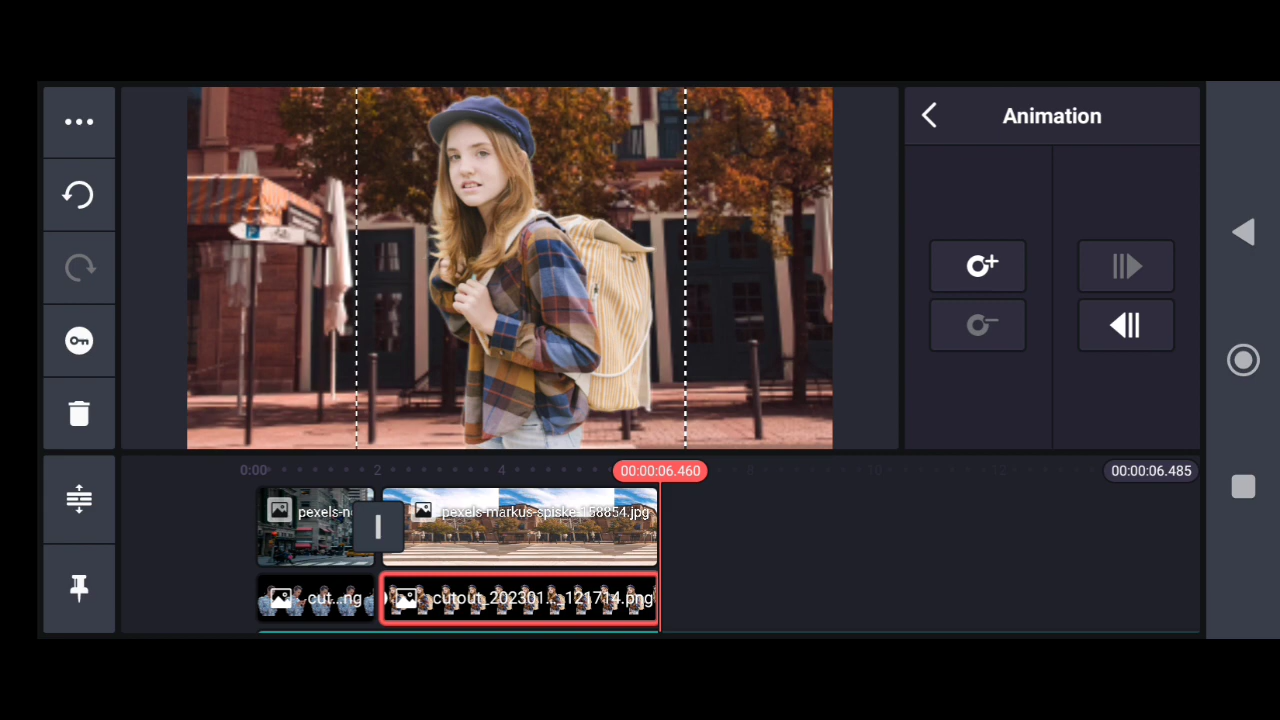 Animation
0:00
2
4
00:00:06.460
8
10
12
00:00:06.485
pexels-n
pexels-markus-spiske-158854.jpg
cut...ng
cutout_202301...121714.png
P